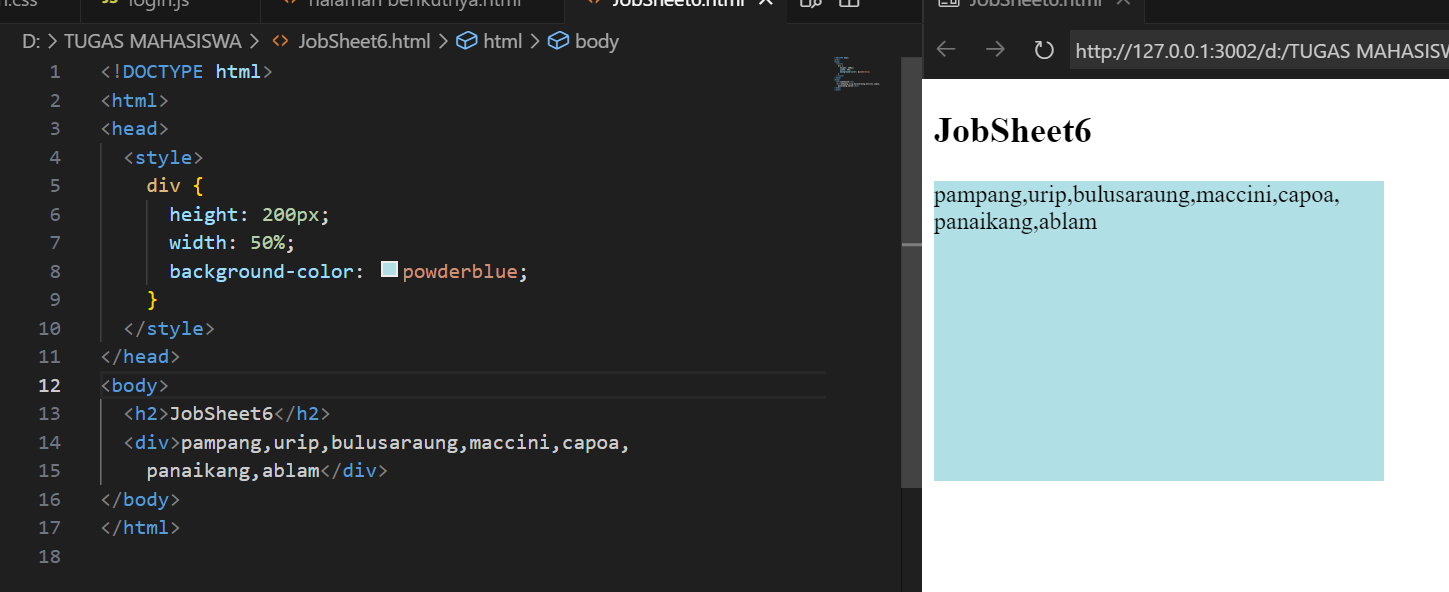 n.css login.js halaman berikutnya.html JobSheet6.html
JobSheet6.html
D: > TUGAS MAHASISWA > JobSheet6.html > html > body
http://127.0.0.1:3002/d:/TUGAS MAHASISW
1 <!DOCTYPE html>
2 <html>
3 <head>
4 <style>
5 div {
6 height: 200px;
7 width: 50%;
8 background-color: powderblue;
9 }
10 </style>
11 </head>
12 <body>
13 <h2>JobSheet6</h2>
14 <div>pampang,urip,bulusaraung,maccini,capoa,
15 panaikang,ablam</div>
16 </body>
17 </html>
18
JobSheet6
pampang,urip,bulusaraung,maccini,capoa,
panaikang,ablam